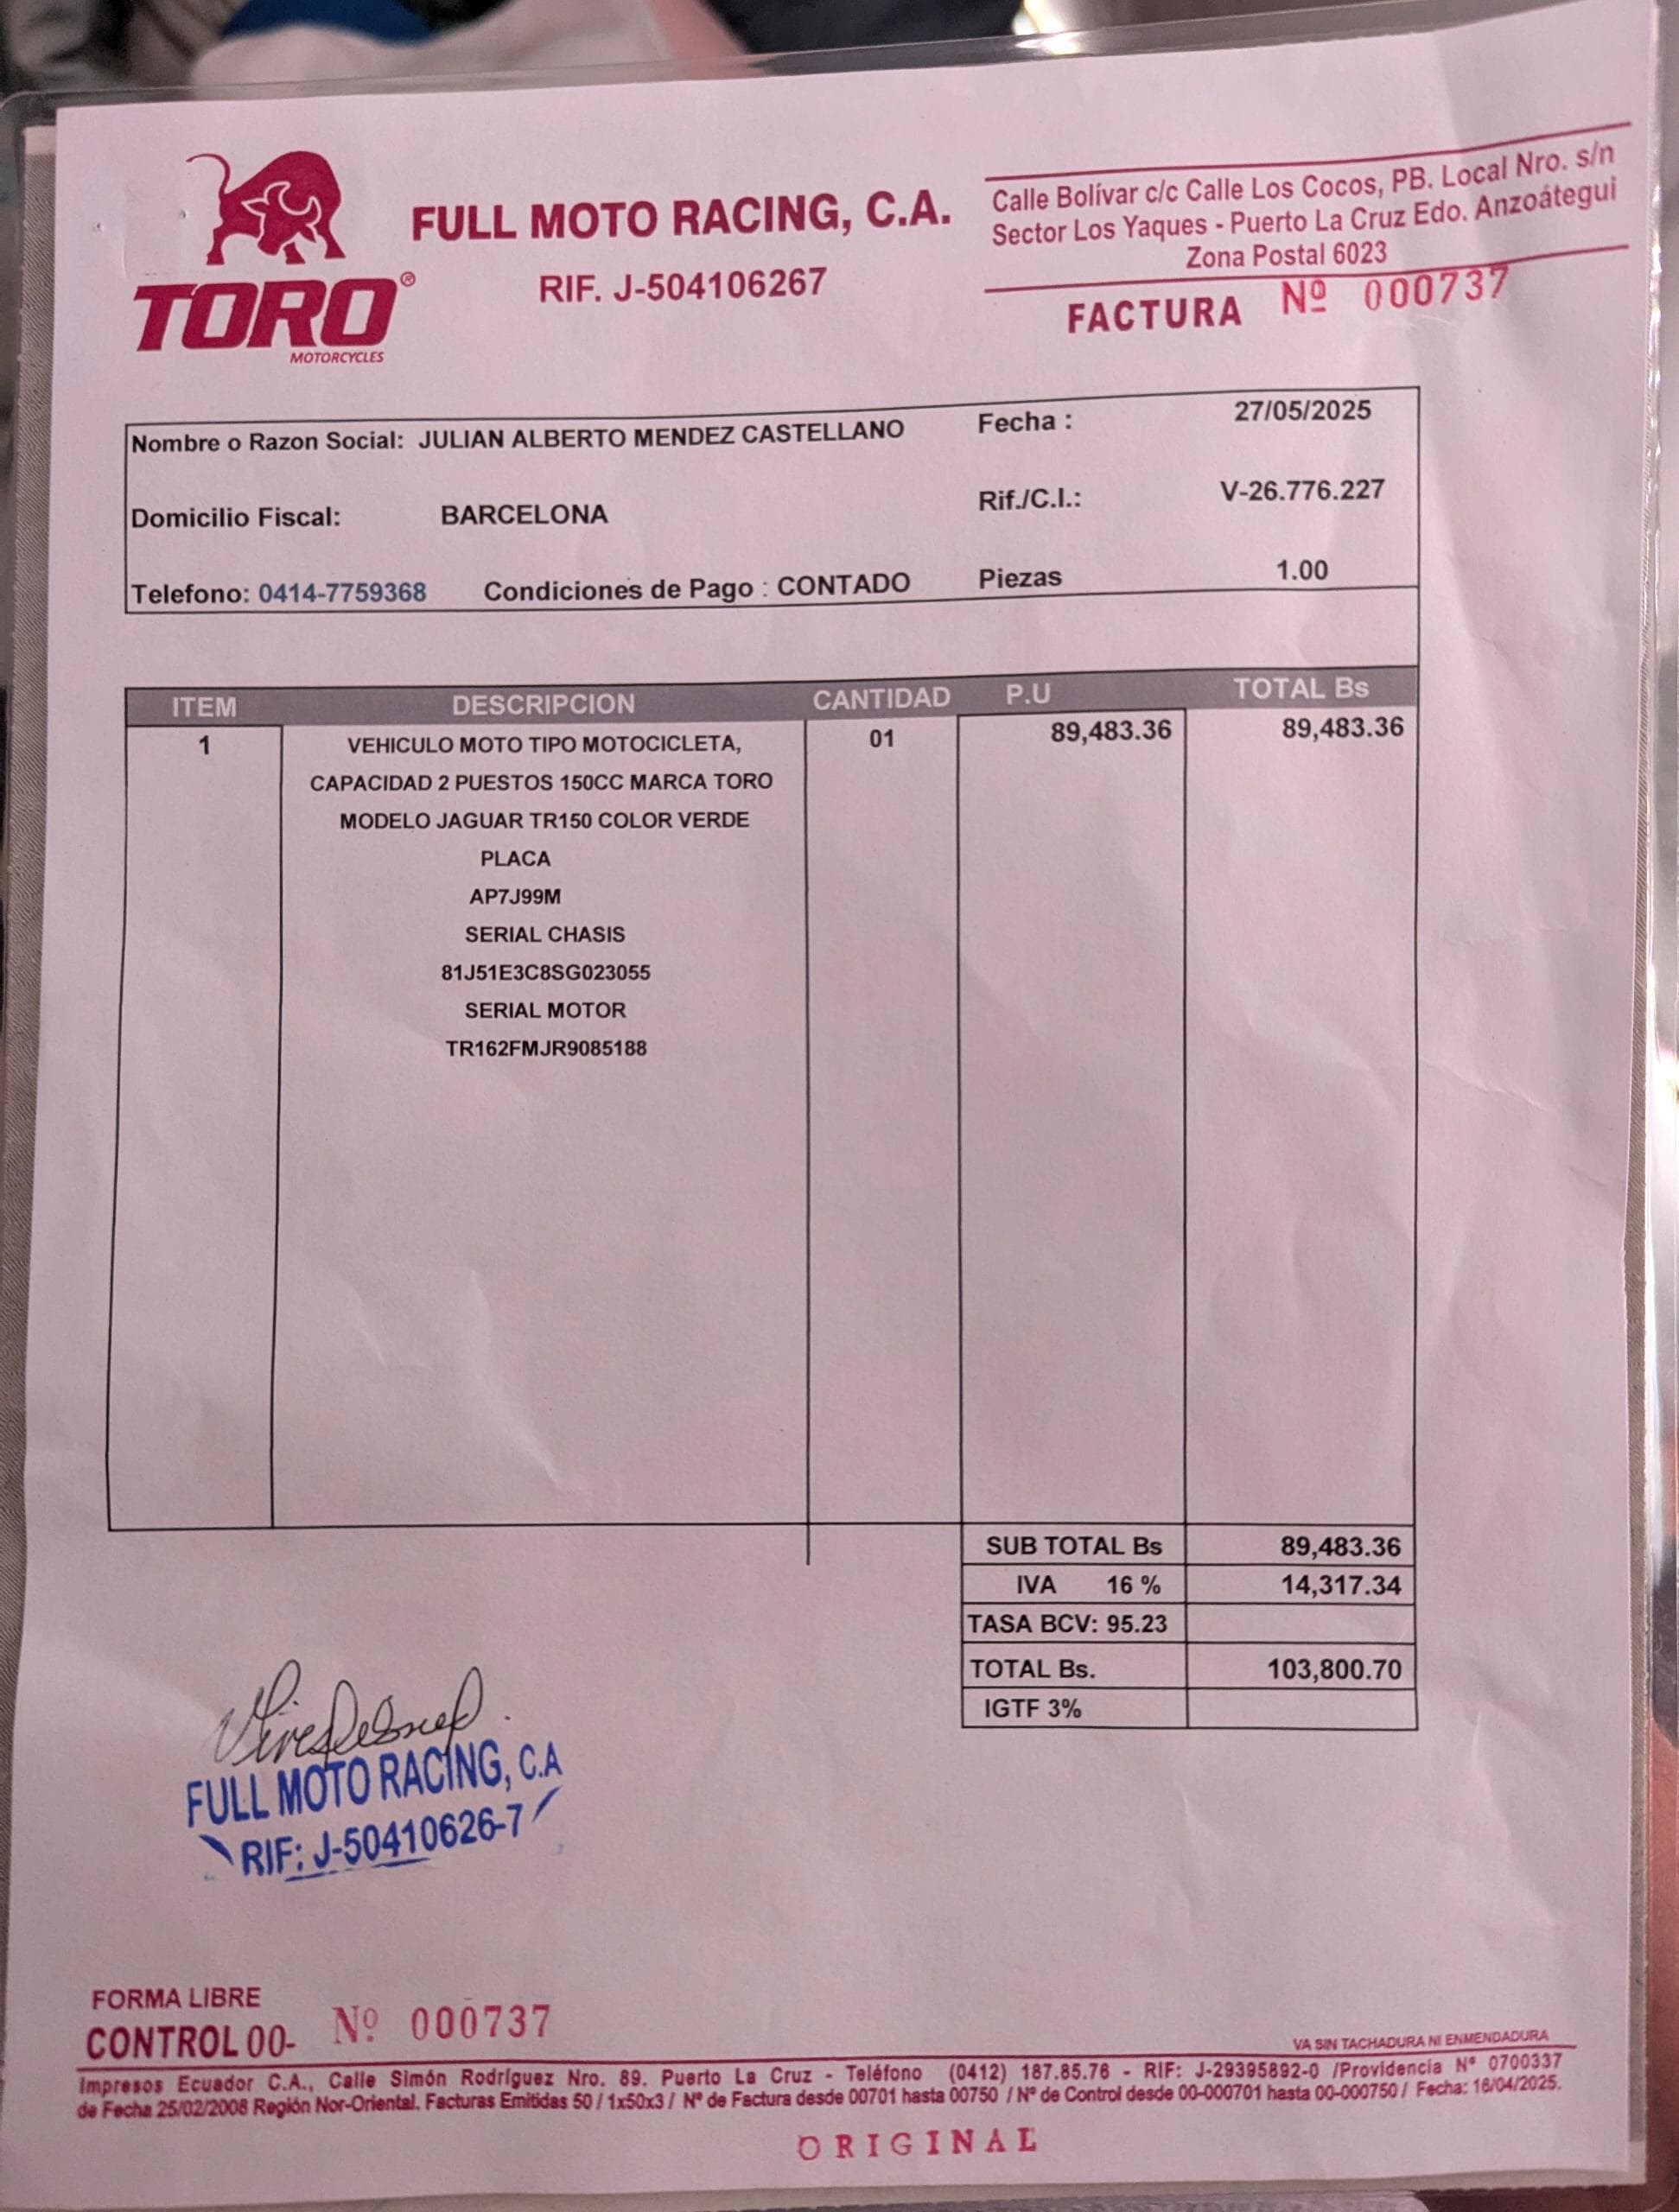 TORO®
MOTORCYCLES
FULL MOTO RACING, C.A.
RIF. J-504106267
Calle Bolívar c/c Calle Los Cocos, PB. Local Nro. s/n
Sector Los Yaques - Puerto La Cruz Edo. Anzoátegui
Zona Postal 6023
FACTURA Nº 000737
Nombre o Razon Social: JULIAN ALBERTO MENDEZ CASTELLANO Fecha : 27/05/2025
Domicilio Fiscal: BARCELONA Rif./C.I.: V-26.776.227
Telefono: 0414-7759368 Condiciones de Pago : CONTADO Piezas 1.00
ITEM DESCRIPCION CANTIDAD P.U TOTAL Bs
1 VEHICULO MOTO TIPO MOTOCICLETA, 01 89,483.36 89,483.36
CAPACIDAD 2 PUESTOS 150CC MARCA TORO
MODELO JAGUAR TR150 COLOR VERDE
PLACA
AP7J99M
SERIAL CHASIS
81J51E3C8SG023055
SERIAL MOTOR
TR162FMJR9085188
SUB TOTAL Bs 89,483.36
IVA 16 % 14,317.34
TASA BCV: 95.23
TOTAL Bs. 103,800.70
IGTF 3%
FULL MOTO RACING, C.A
RIF: J-50410626-7
FORMA LIBRE
CONTROL 00- Nº 000737
VA SIN TACHADURA NI ENMENDADURA
Impresos Ecuador C.A., Calle Simón Rodríguez Nro. 89. Puerto La Cruz - Teléfono (0412) 187.85.76 - RIF: J-29395892-0 /Providencia Nº 0700337
de Fecha 25/02/2008 Región Nor-Oriental. Facturas Emitidas 50 / 1x50x3 / Nº de Factura desde 00701 hasta 00750 / Nº de Control desde 00-000701 hasta 00-000750 / Fecha: 16/04/2025.
ORIGINAL